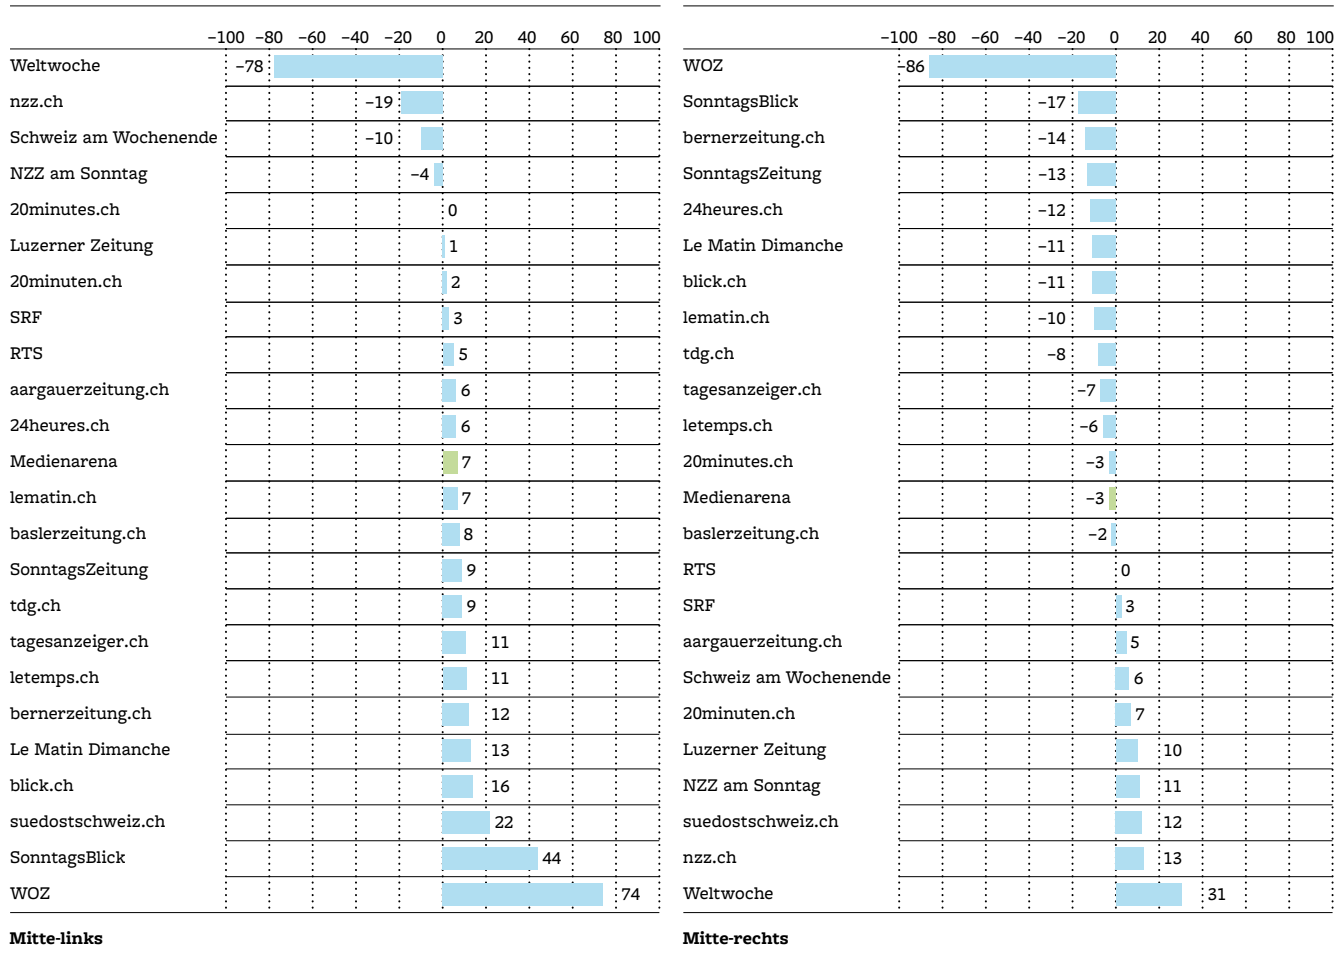 −100 −80 −60 −40 −20 0 20 40 60 80 100
Weltwoche −78
nzz.ch −19
Schweiz am Wochenende −10
NZZ am Sonntag −4
20minutes.ch 0
Luzerner Zeitung 1
20minuten.ch 2
SRF 3
RTS 5
aargauerzeitung.ch 6
24heures.ch 6
Medienarena 7
lematin.ch 7
baslerzeitung.ch 8
SonntagsZeitung 9
tdg.ch 9
tagesanzeiger.ch 11
letemps.ch 11
bernerzeitung.ch 12
Le Matin Dimanche 13
blick.ch 16
suedostschweiz.ch 22
SonntagsBlick 44
WOZ 74
Mitte-links
−100 −80 −60 −40 −20 0 20 40 60 80 100
WOZ −86
SonntagsBlick −17
bernerzeitung.ch −14
SonntagsZeitung −13
24heures.ch −12
Le Matin Dimanche −11
blick.ch −11
lematin.ch −10
tdg.ch −8
tagesanzeiger.ch −7
letemps.ch −6
20minutes.ch −3
Medienarena −3
baslerzeitung.ch −2
RTS 0
SRF 3
aargauerzeitung.ch 5
Schweiz am Wochenende 6
20minuten.ch 7
Luzerner Zeitung 10
NZZ am Sonntag 11
suedostschweiz.ch 12
nzz.ch 13
Weltwoche 31
Mitte-rechts